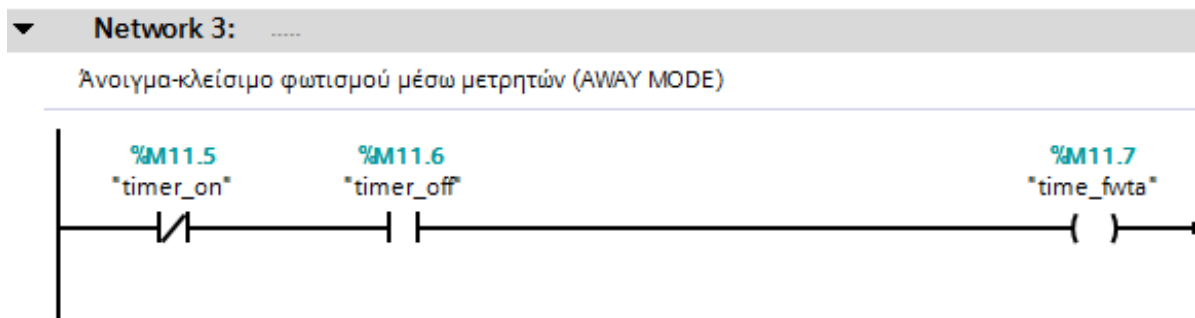 Network 3: .....
Άνοιγμα-κλείσιμο φωτισμού μέσω μετρητών (AWAY MODE)
%M11.5 %M11.6 %M11.7
"timer_on" "timer_off" "time_fwta"